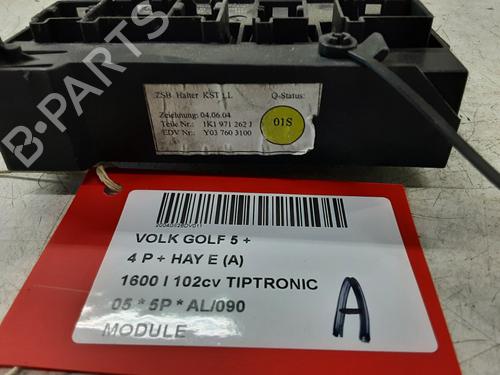 ZSB Halter KST LL
Q-Status:
Zeichnung: 04.06.04
Teile Nr.: 1K1 971 262 J
EDV Nr.: Y03 760 3100
01S
VOLK GOLF 5 +
4 P + HAY E (A)
1600 I 102cv TIPTRONIC
05 * 5P * AL/090
MODULE
A